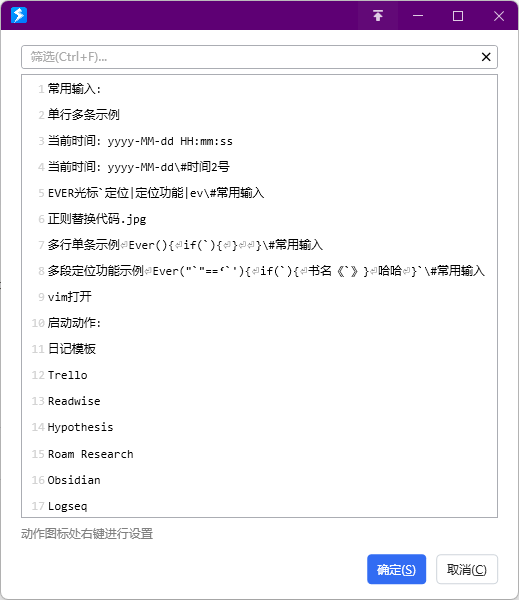 筛选(Ctrl+F)...
1 常用输入:
2 单行多条示例
3 当前时间: yyyy-MM-dd HH:mm:ss
4 当前时间: yyyy-MM-dd\#时间2号
5 EVER光标`定位|定位功能|ev\#常用输入
6 正则替换代码.jpg
7 多行单条示例⏎Ever(){⏎if(`){⏎}⏎⏎}\#常用输入
8 多段定位功能示例⏎Ever("`"==‘`'){⏎if(`){⏎书名《`》}⏎哈哈⏎}`\#常用输入
9 vim打开
10 启动动作:
11 日记模板
12 Trello
13 Readwise
14 Hypothesis
15 Roam Research
16 Obsidian
17 Logseq
动作图标处右键进行设置
确定(S) 取消(C)